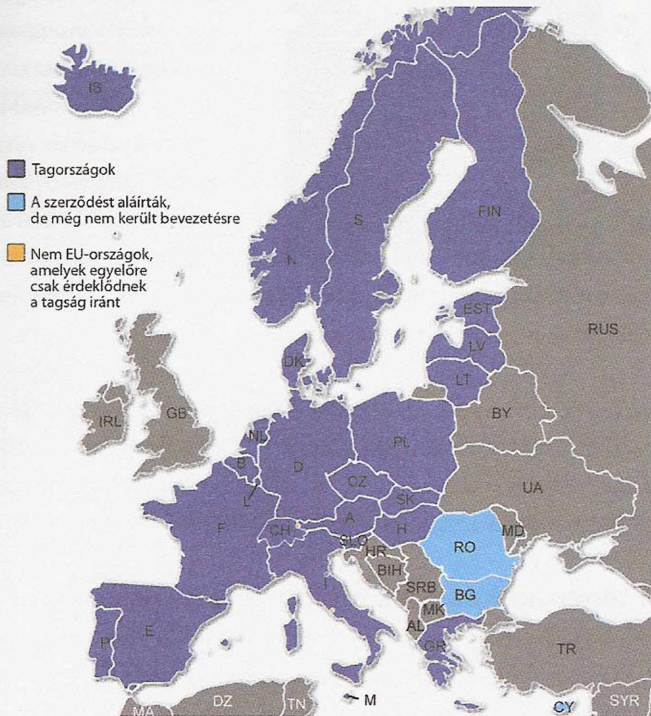 IS
Tagországok
A szerződést aláírták,
de még nem került bevezetésre
Nem EU-országok,
amelyek egyelőre
csak érdeklődnek
a tagság iránt
N
S
FIN
EST
LV
LT
RUS
DK
IRL
GB
NL
B
L
D
PL
BY
CZ
SK
UA
F
CH
A
H
SLO
HR
BIH
RO
MD
SRB
BG
I
MK
AL
GR
P
E
TR
M
CY
SYR
MA
DZ
TN